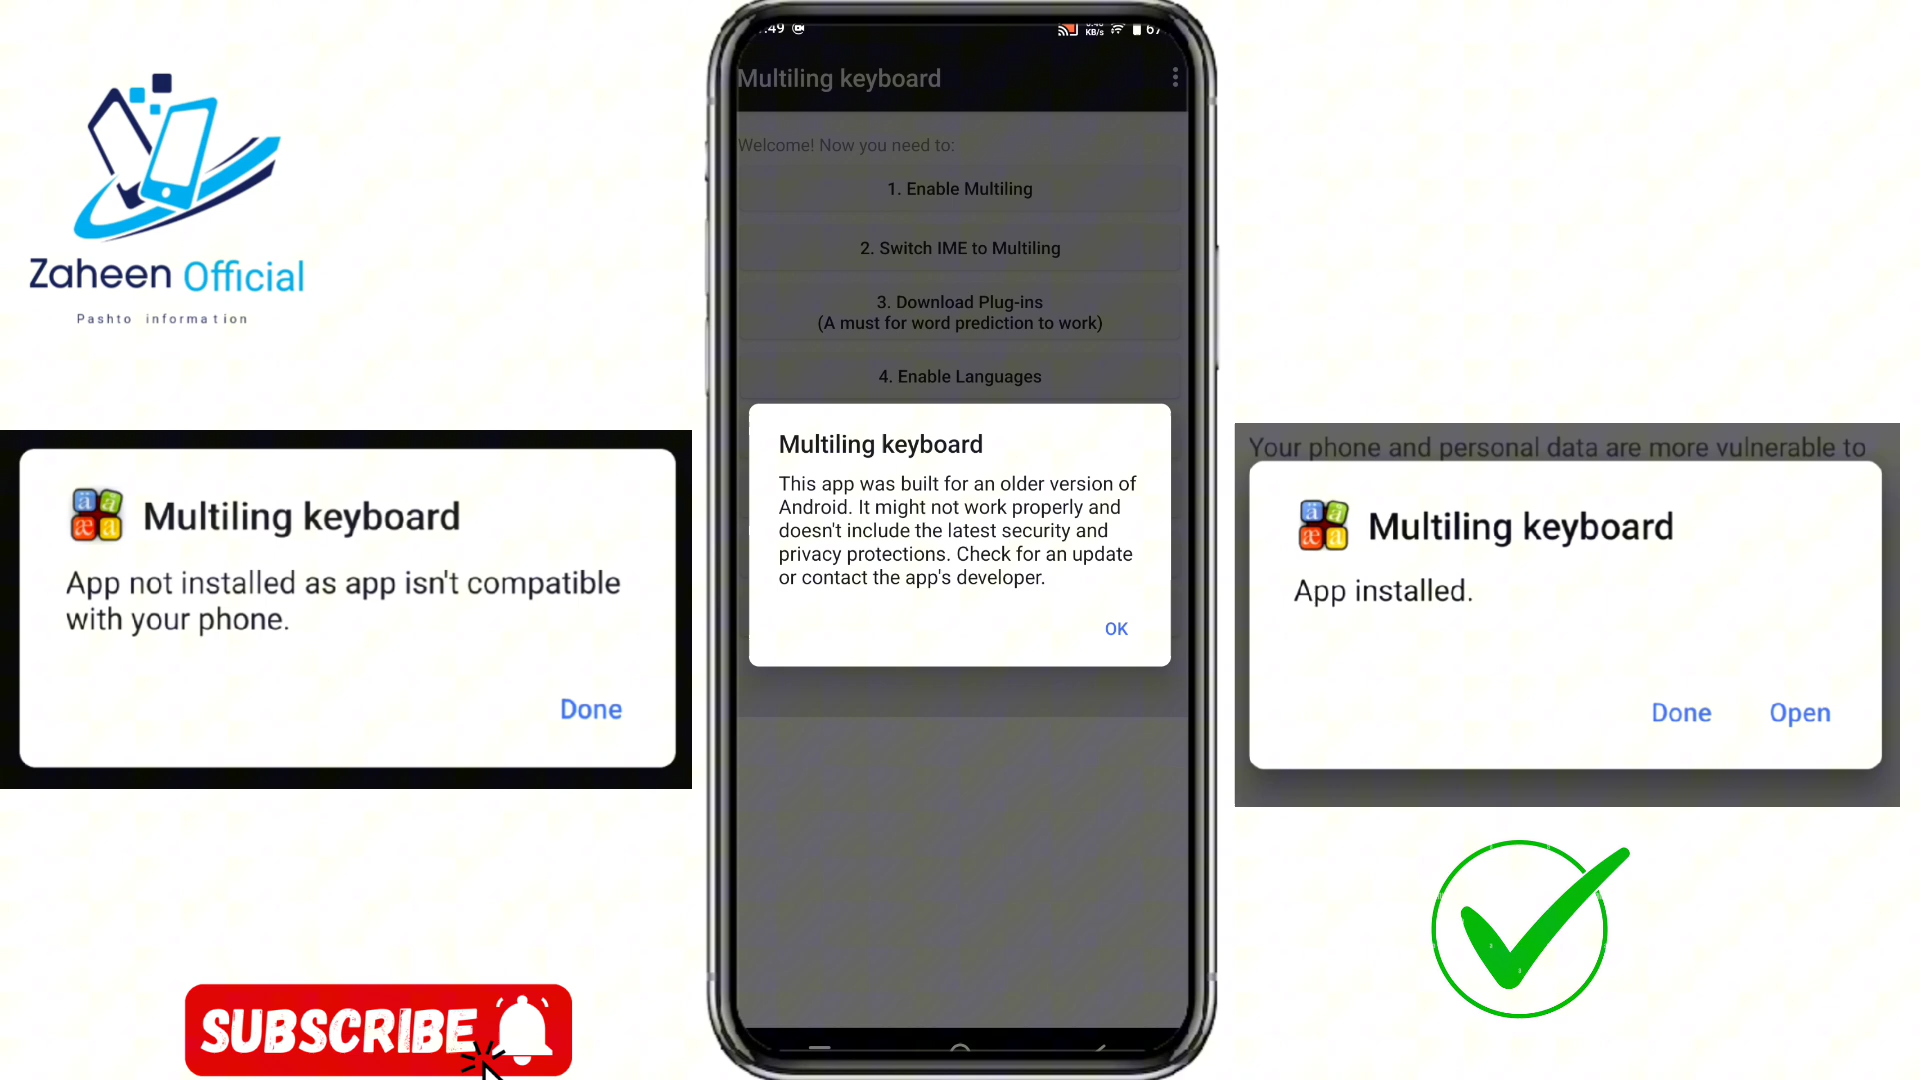 Zaheen Official
Pashto information
Multiling keyboard
App not installed as app isn't compatible
with your phone.
Done
SUBSCRIBE
:49
KB/s
67
Multiling keyboard
Welcome! Now you need to:
1. Enable Multiling
2. Switch IME to Multiling
3. Download Plug-ins
(A must for word prediction to work)
4. Enable Languages
Multiling keyboard
This app was built for an older version of
Android. It might not work properly and
doesn't include the latest security and
privacy protections. Check for an update
or contact the app's developer.
OK
Your phone and personal data are more vulnerable to
Multiling keyboard
App installed.
Done Open